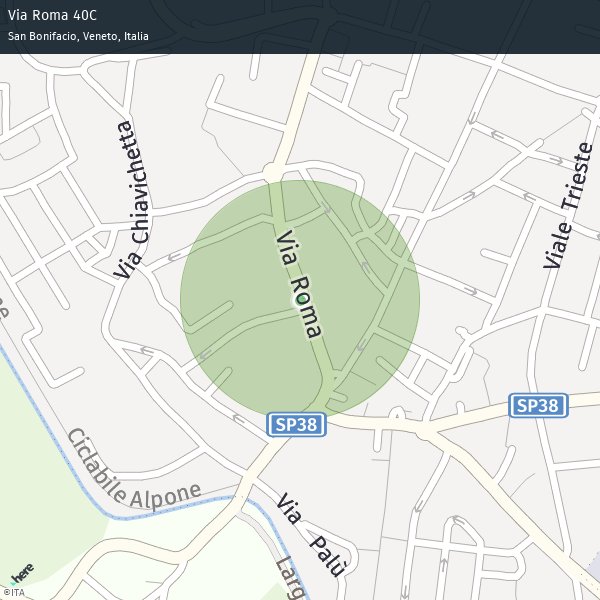 Via Roma 40C
San Bonifacio, Veneto, Italia
Via Chiavichetta
Viale Trieste
Via Roma
SP38
SP38
Ciclabile Alpone
Via Palù
here
©ITA